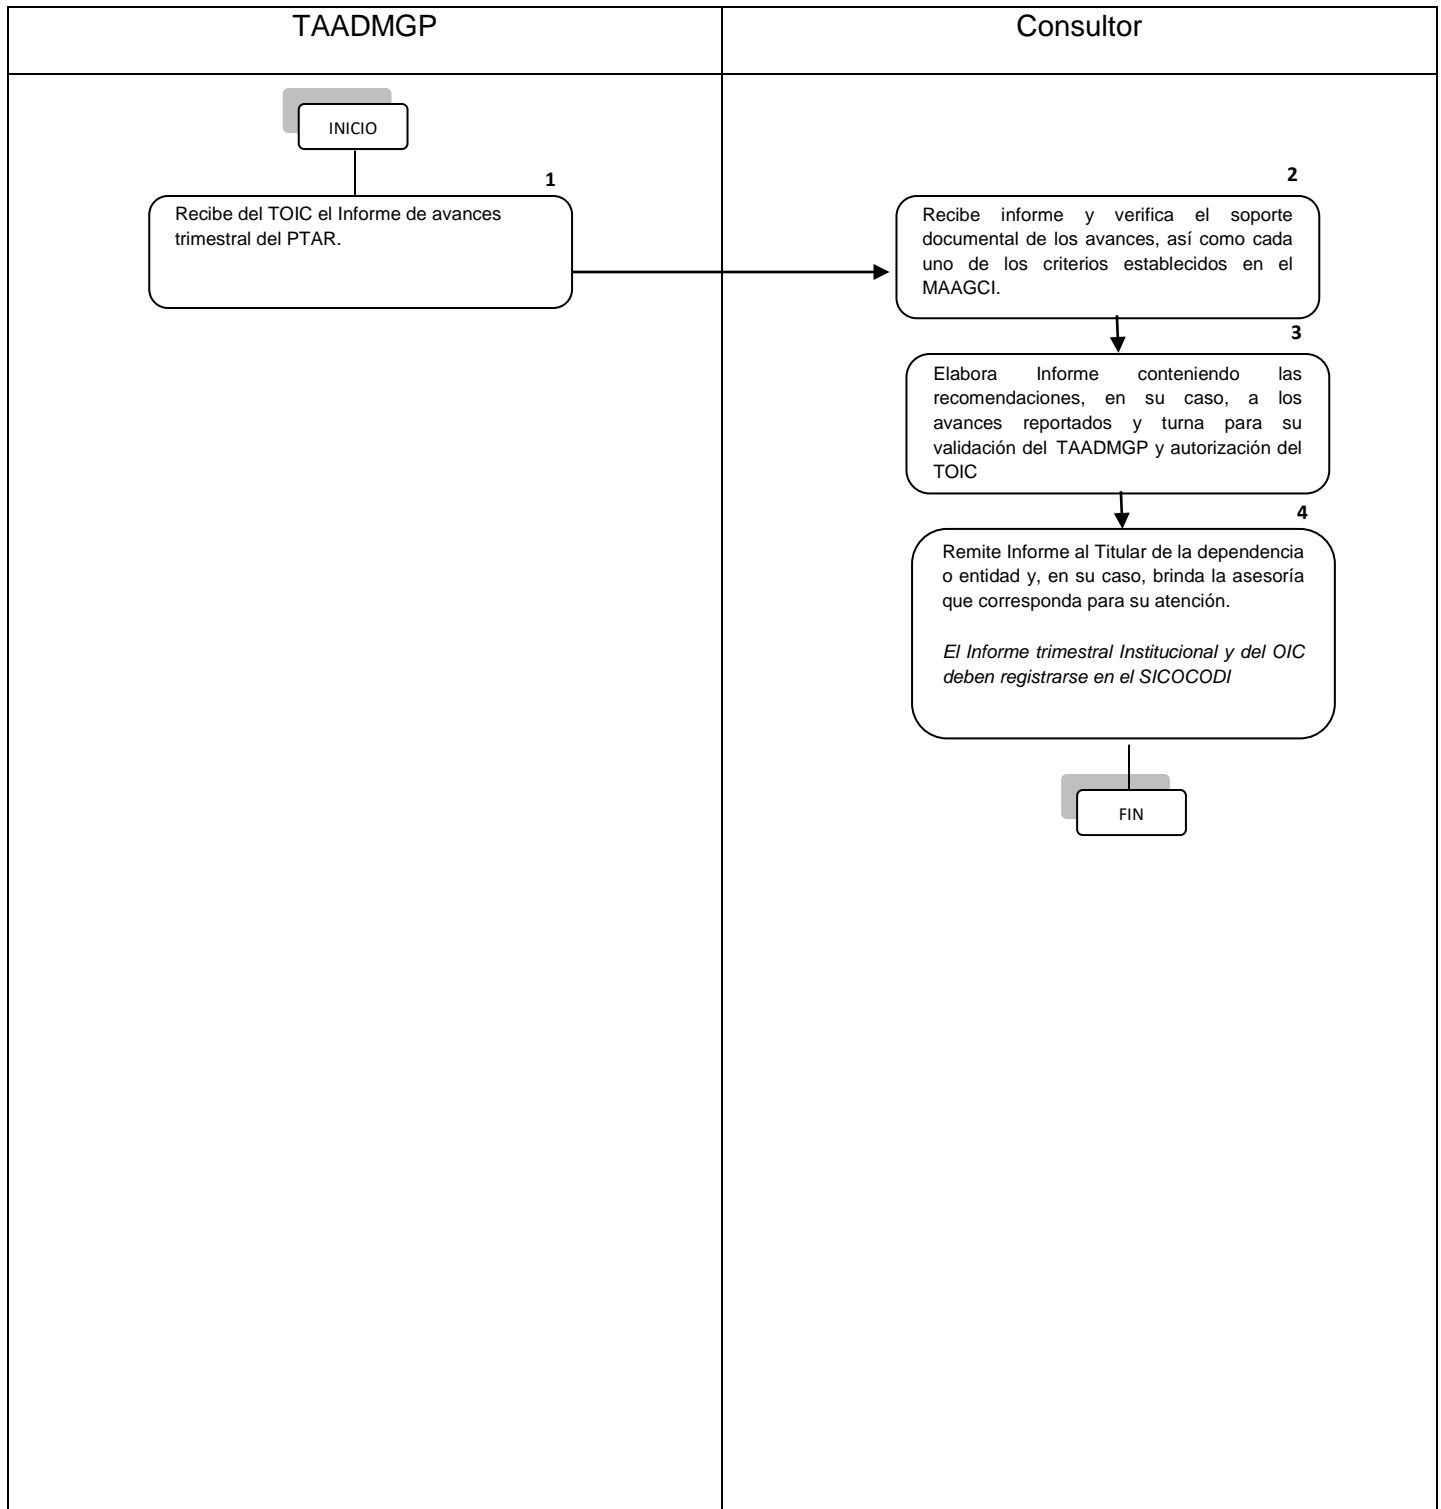 TAADMGP
Consultor
INICIO
1
Recibe del TOIC el Informe de avances
trimestral del PTAR.
2
Recibe informe y verifica el soporte
documental de los avances, así como cada
uno de los criterios establecidos en el
MAAGCI.
3
Elabora Informe conteniendo las
recomendaciones, en su caso, a los
avances reportados y turna para su
validación del TAADMGP y autorización del
TOIC
4
Remite Informe al Titular de la dependencia
o entidad y, en su caso, brinda la asesoría
que corresponda para su atención.
El Informe trimestral Institucional y del OIC
deben registrarse en el SICOCODI
FIN